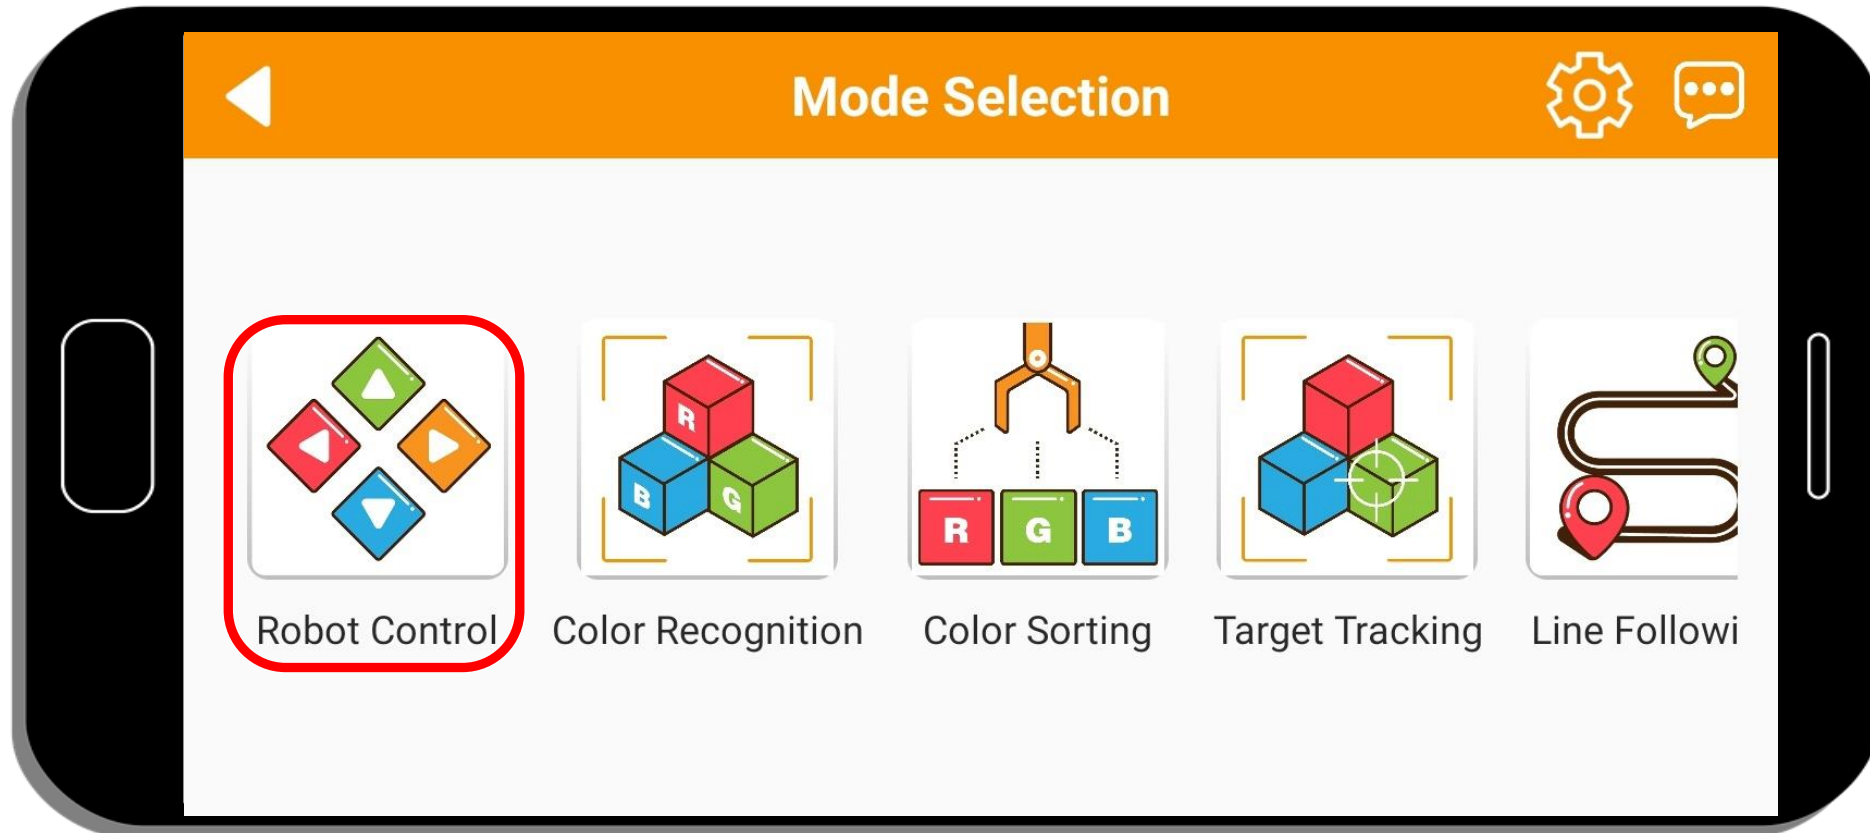 Mode Selection
R
B
G
R
G
B
Robot Control
Color Recognition
Color Sorting
Target Tracking
Line Followi